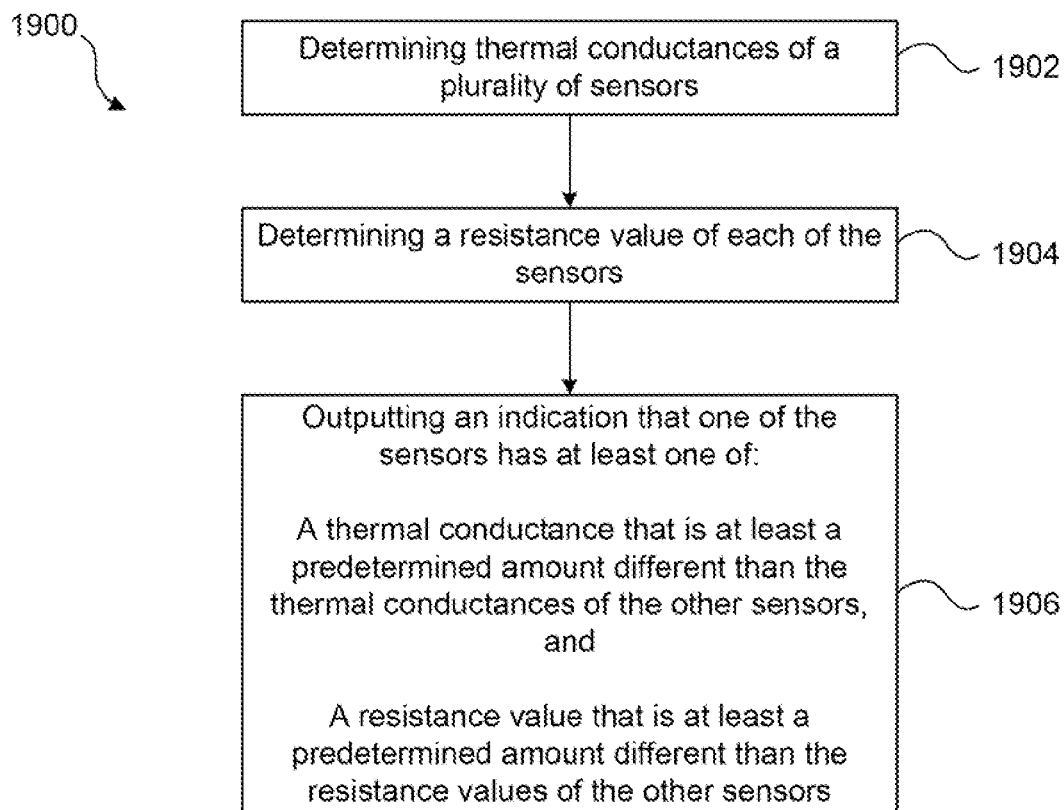 1900
Determining thermal conductances of a
plurality of sensors
1902
Determining a resistance value of each of the
sensors
1904
Outputting an indication that one of the
sensors has at least one of:
A thermal conductance that is at least a
predetermined amount different than the
thermal conductances of the other sensors,
and
A resistance value that is at least a
predetermined amount different than the
resistance values of the other sensors
1906